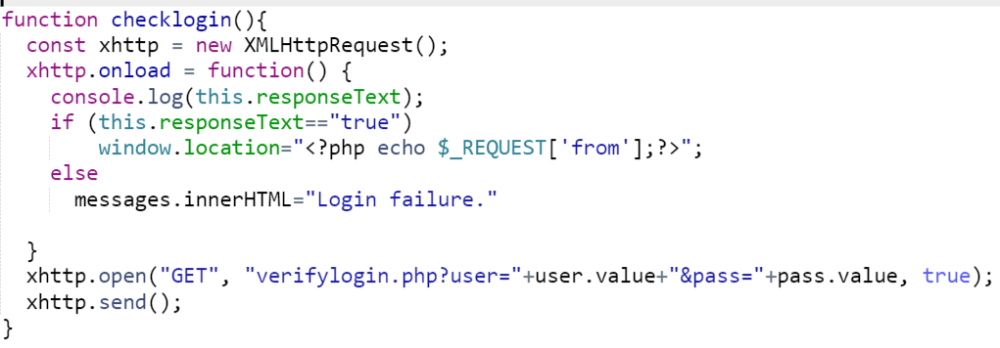 function checklogin(){
const xhttp = new XMLHttpRequest();
xhttp.onload = function() {
console.log(this.responseText);
if (this.responseText=="true")
window.location="<?php echo $_REQUEST['from'];?>";
else
messages.innerHTML="Login failure."
}
xhttp.open("GET", "verifylogin.php?user="+user.value+"&pass="+pass.value, true);
xhttp.send();
}